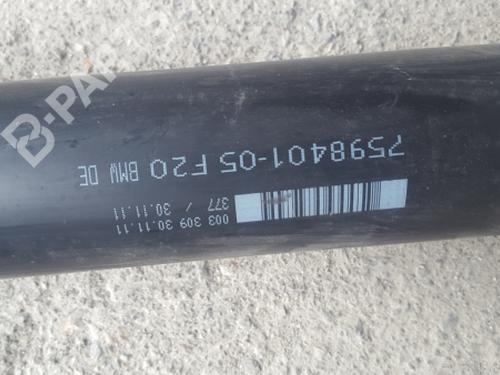 7598401-05 F20 BMW DE
003 309 30.11.11
377 / 30.11.11
B-PARTS